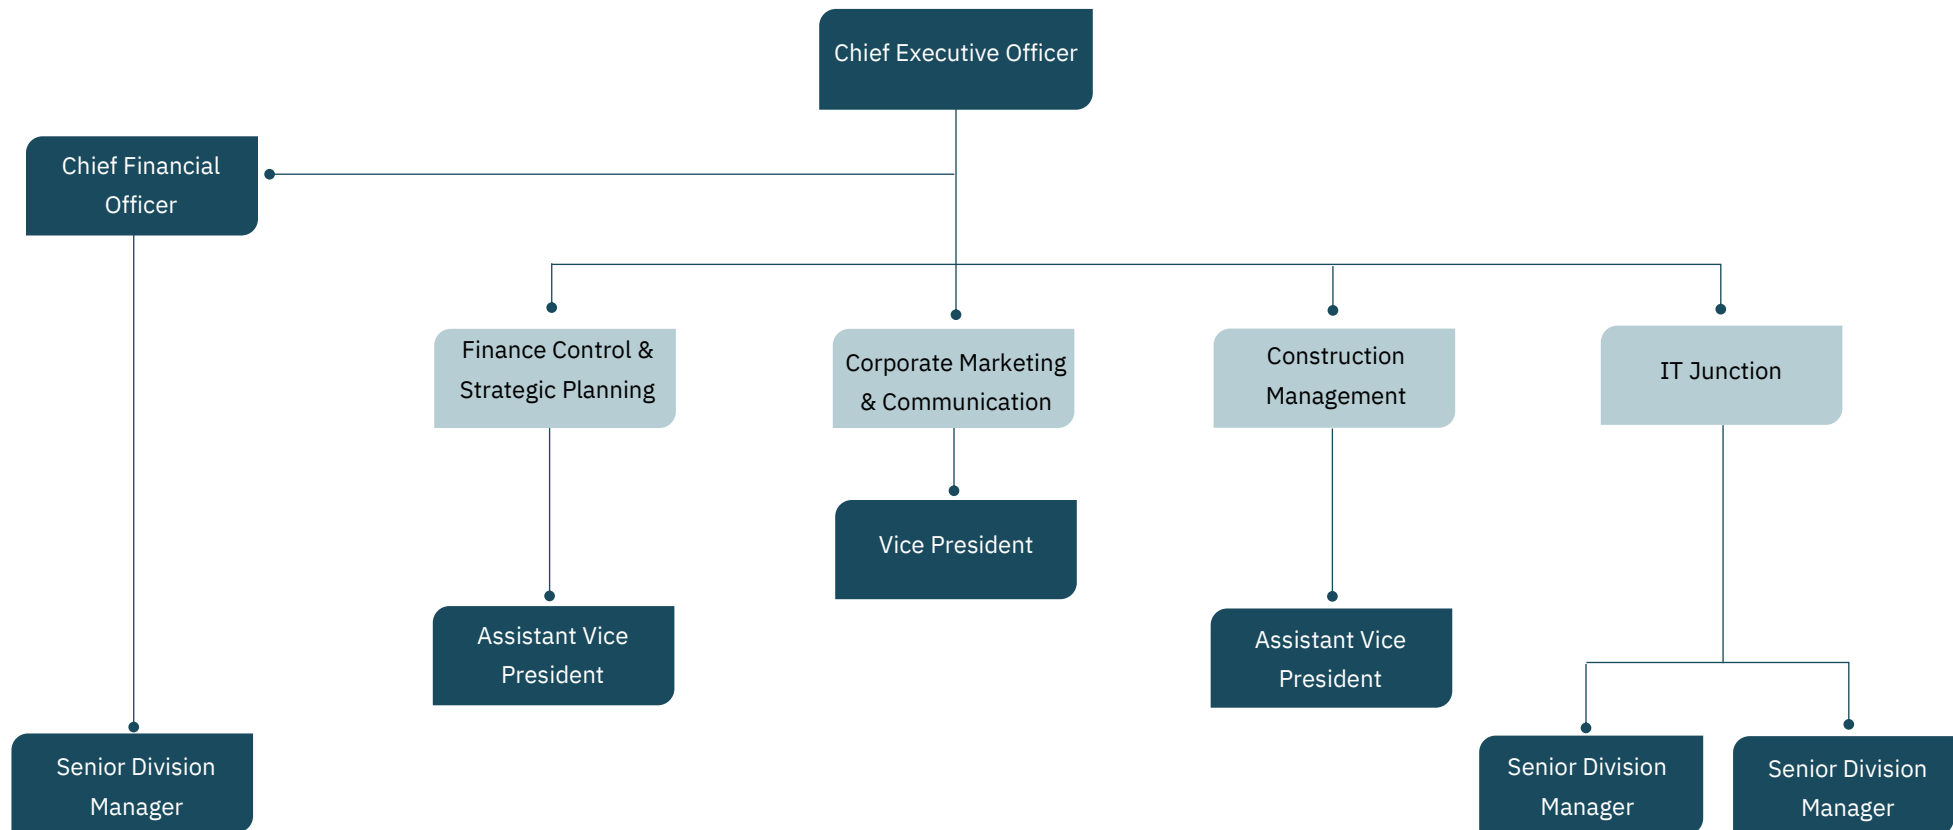 Chief Executive Officer
Chief Financial
Officer
Finance Control &
Strategic Planning
Corporate Marketing
& Communication
Construction
Management
IT Junction
Vice President
Assistant Vice
President
Assistant Vice
President
Senior Division
Manager
Senior Division
Manager
Senior Division
Manager